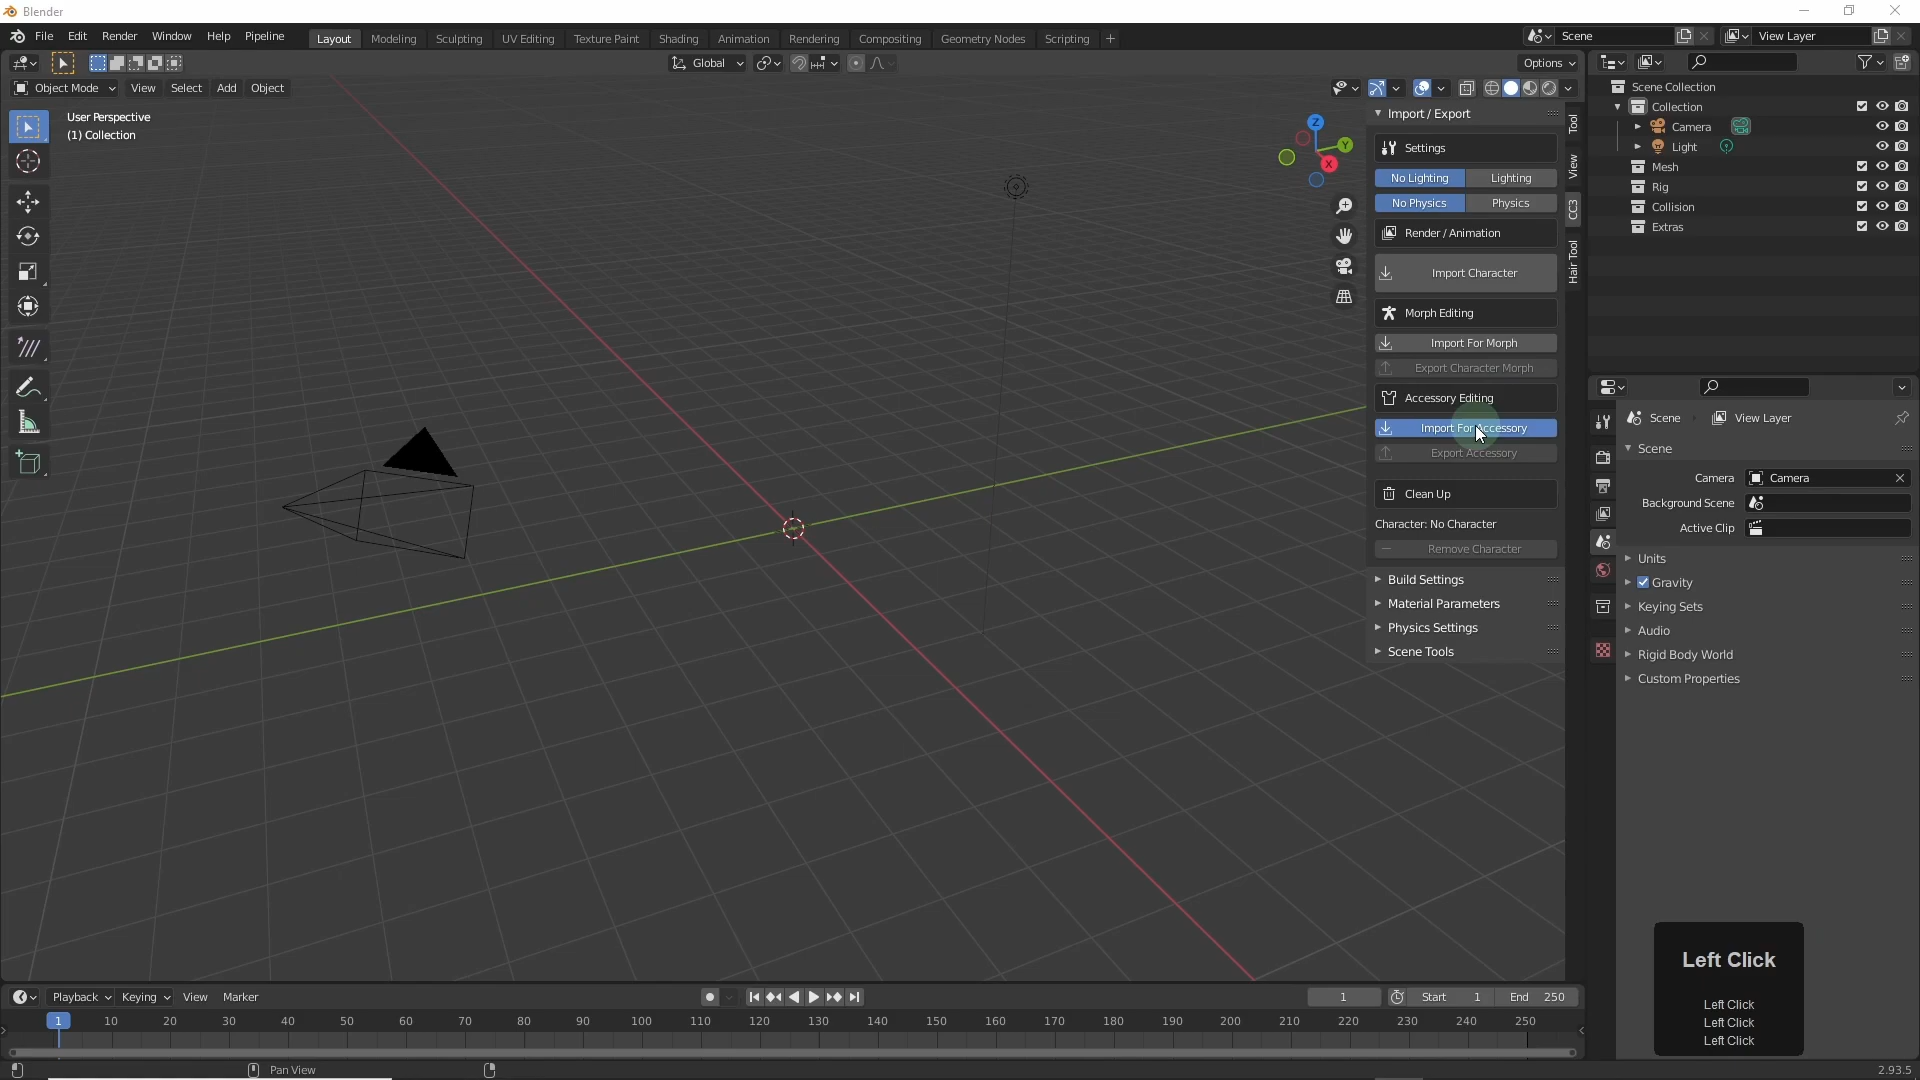 Blender
File Edit Render Window Help Pipeline
Layout Modeling Sculpting UV Editing Texture Paint Shading Animation Rendering Compositing Geometry Nodes Scripting +
Scene
View Layer
Global
Options
Object Mode View Select Add Object
User Perspective
(1) Collection
Z
Y
X
Import / Export
Settings
No Lighting Lighting
No Physics Physics
Render / Animation
Import Character
Morph Editing
Import For Morph
Export Character Morph
Accessory Editing
Import For Accessory
Export Accessory
Clean Up
Character: No Character
Remove Character
Build Settings
Material Parameters
Physics Settings
Scene Tools
Tool
View
CC3
Hair Tool
Scene Collection
Collection
Camera
Light
Mesh
Rig
Collision
Extras
Scene View Layer
Scene
Camera Camera
Background Scene
Active Clip
Units
Gravity
Keying Sets
Audio
Rigid Body World
Custom Properties
Left Click
Left Click
Left Click
Left Click
Playback Keying View Marker
1
Start 1
End 250
1 10 20 30 40 50 60 70 80 90 100 110 120 130 140 150 160 170 180 190 200 210 220 230 240 250
Pan View
2.93.5